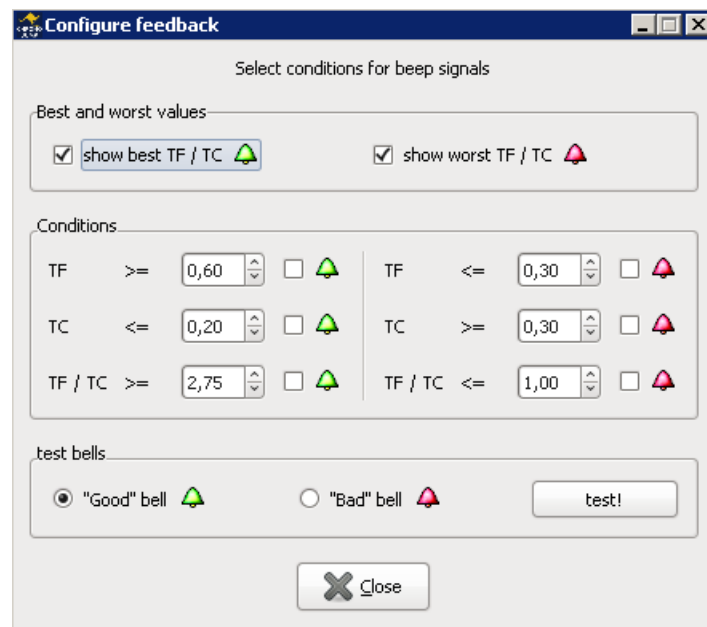 Configure feedback
Select conditions for beep signals
Best and worst values
show best TF / TC show worst TF / TC
Conditions
TF >= 0,60 TF <= 0,30
TC <= 0,20 TC >= 0,30
TF / TC >= 2,75 TF / TC <= 1,00
test bells
"Good" bell "Bad" bell test!
Close